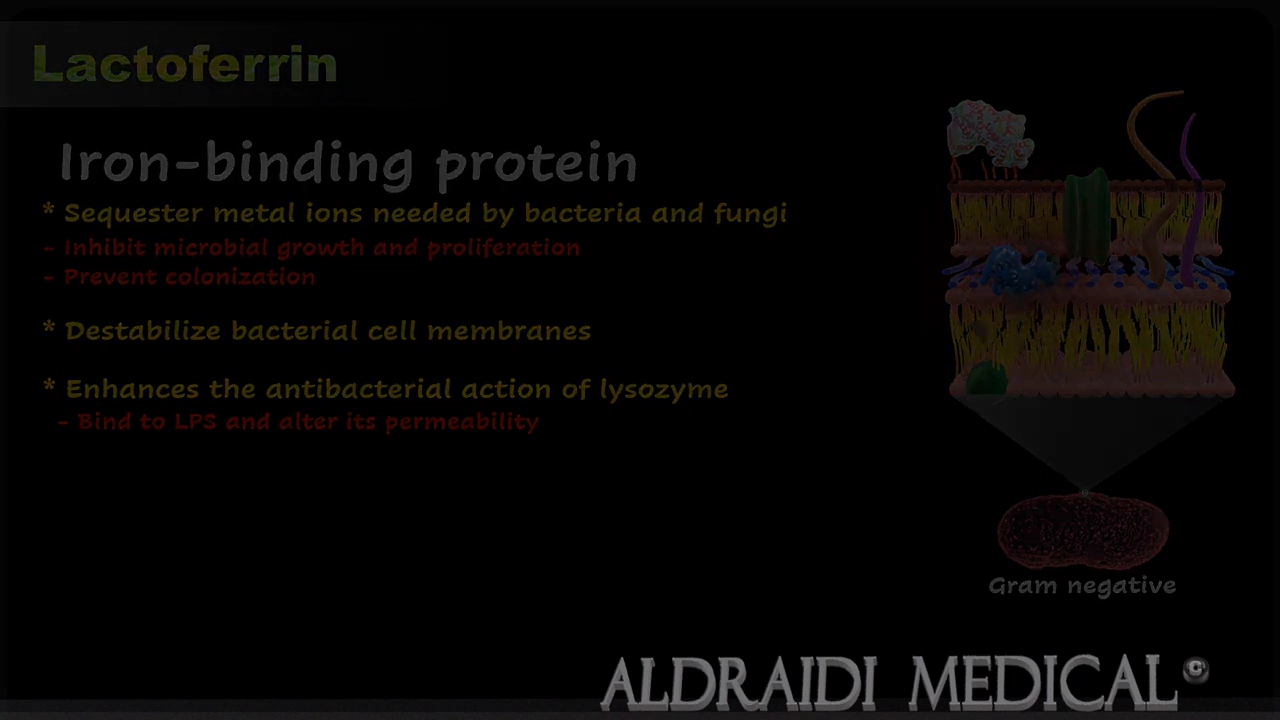 Lactoferrin
Iron-binding protein
* Sequester metal ions needed by bacteria and fungi
- Inhibit microbial growth and proliferation
- Prevent colonization
* Destabilize bacterial cell membranes
* Enhances the antibacterial action of lysozyme
- Bind to LPS and alter its permeability
Gram negative
ALDRAIDI MEDICAL ©